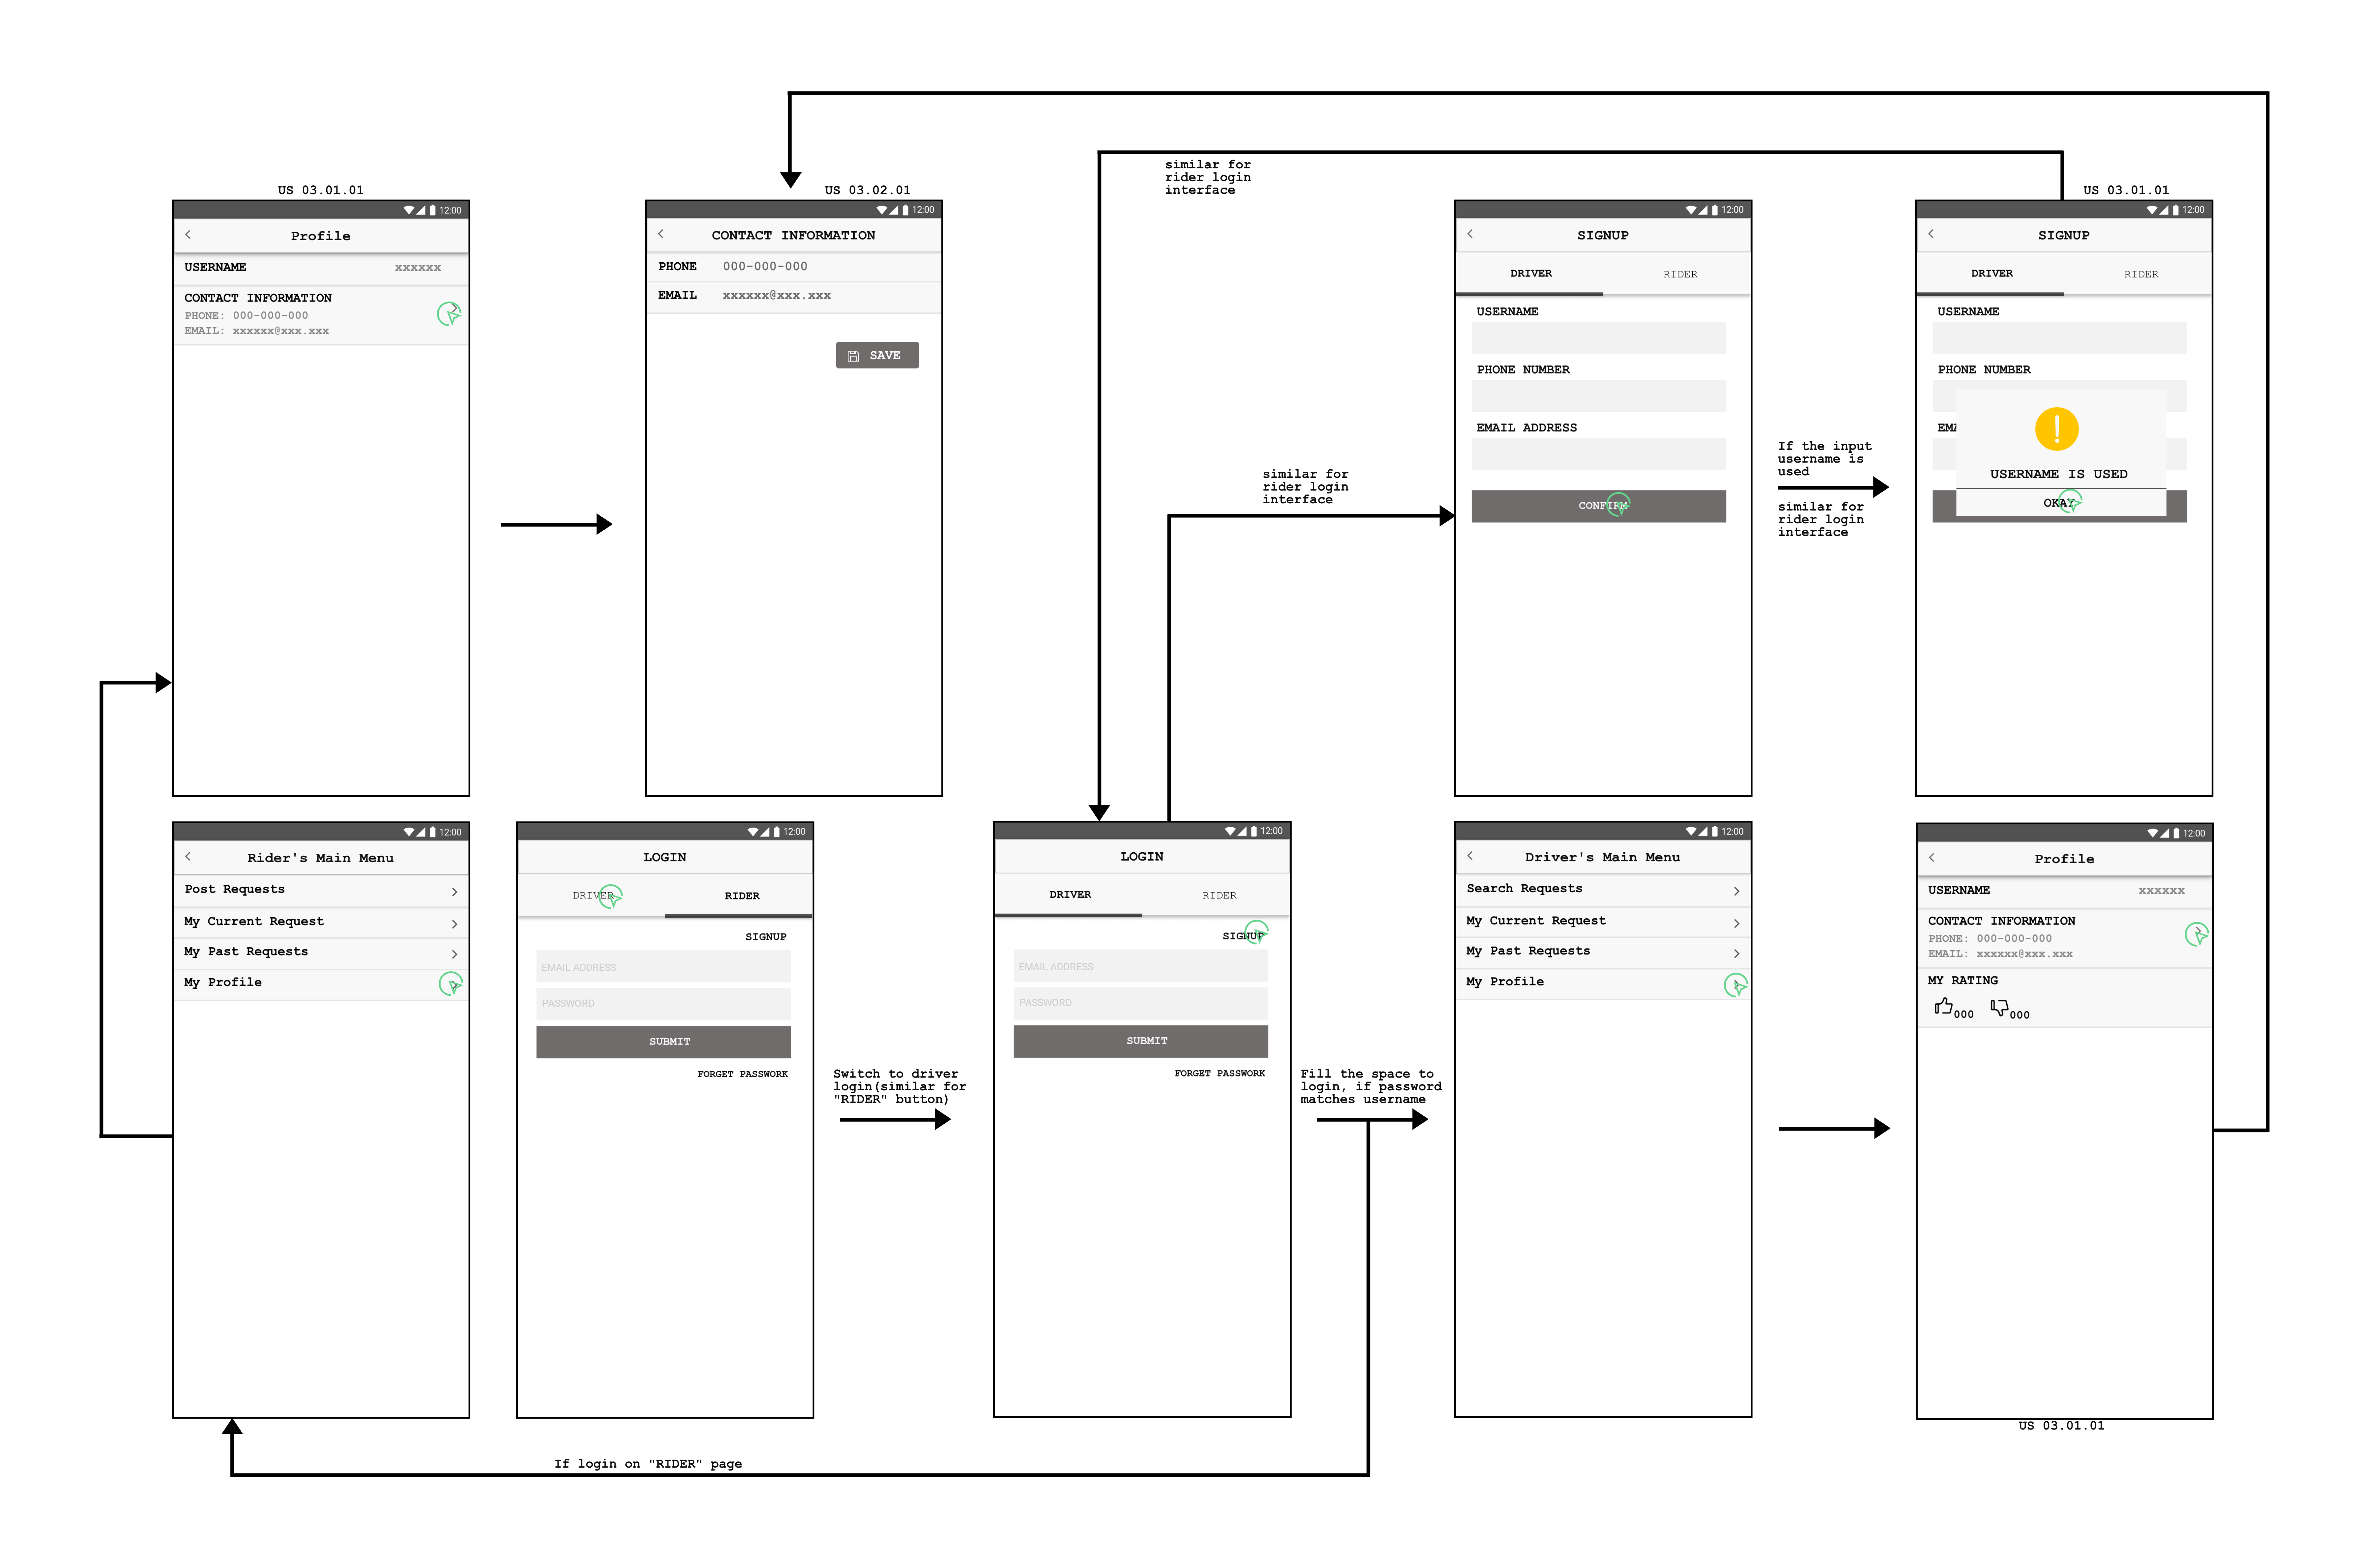 similar for
rider login
interface
US 03.01.01
12:00
Profile
USERNAME xxxxxx
CONTACT INFORMATION
PHONE: 000-000-000
EMAIL: xxxxxx@xxx.xxx
US 03.02.01
12:00
CONTACT INFORMATION
PHONE 000-000-000
EMAIL xxxxxx@xxx.xxx
SAVE
similar for
rider login
interface
12:00
SIGNUP
DRIVER RIDER
USERNAME
PHONE NUMBER
EMAIL ADDRESS
CONFIRM
If the input
username is
used
similar for
rider login
interface
US 03.01.01
12:00
SIGNUP
DRIVER RIDER
USERNAME
PHONE NUMBER
EMA
USERNAME IS USED
OKAY
12:00
Rider's Main Menu
Post Requests
My Current Request
My Past Requests
My Profile
12:00
LOGIN
DRIVER RIDER
SIGNUP
EMAIL ADDRESS
PASSWORD
SUBMIT
FORGET PASSWORK
Switch to driver
login(similar for
"RIDER" button)
12:00
LOGIN
DRIVER RIDER
SIGNUP
EMAIL ADDRESS
PASSWORD
SUBMIT
FORGET PASSWORK
Fill the space to
login, if password
matches username
12:00
Driver's Main Menu
Search Requests
My Current Request
My Past Requests
My Profile
12:00
Profile
USERNAME xxxxxx
CONTACT INFORMATION
PHONE: 000-000-000
EMAIL: xxxxxx@xxx.xxx
MY RATING
000 000
US 03.01.01
If login on "RIDER" page